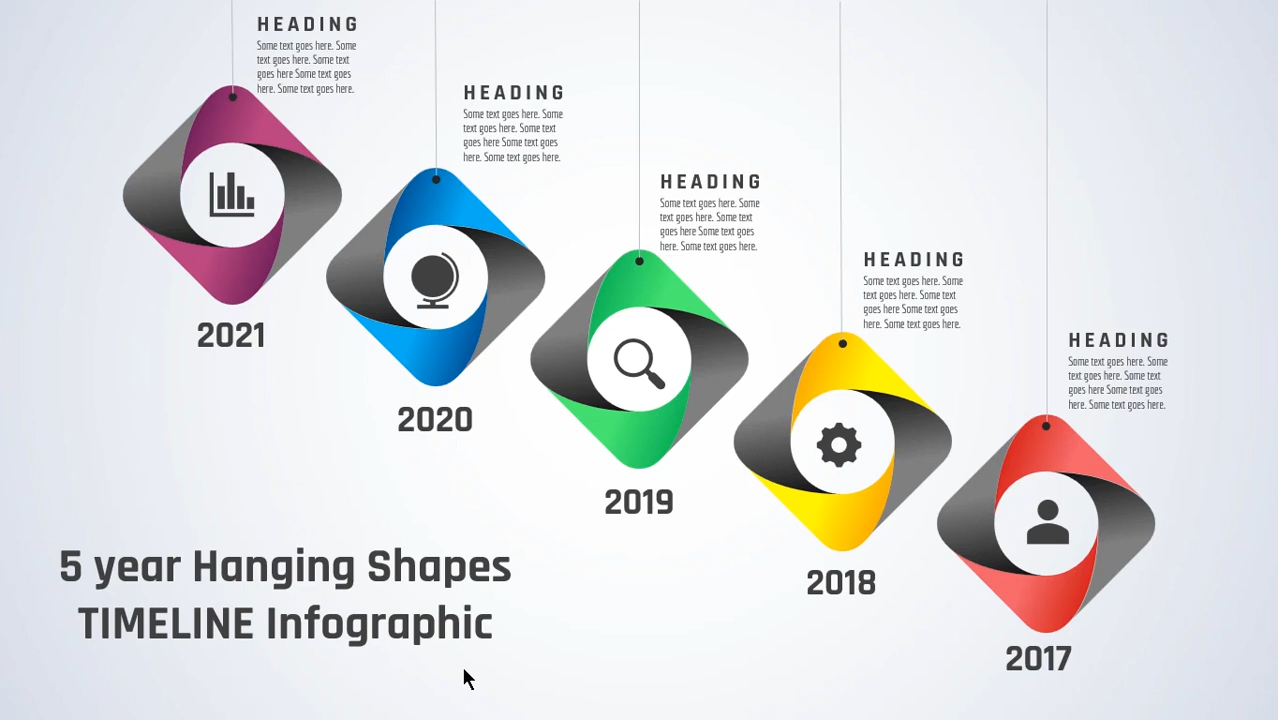 HEADING
Some text goes here. Some
text goes here. Some text
goes here Some text goes
here. Some text goes here.
2021
HEADING
Some text goes here. Some
text goes here. Some text
goes here Some text goes
here. Some text goes here.
2020
HEADING
Some text goes here. Some
text goes here. Some text
goes here Some text goes
here. Some text goes here.
2019
HEADING
Some text goes here. Some
text goes here. Some text
goes here Some text goes
here. Some text goes here.
2018
HEADING
Some text goes here. Some
text goes here. Some text
goes here Some text goes
here. Some text goes here.
2017
5 year Hanging Shapes
TIMELINE Infographic